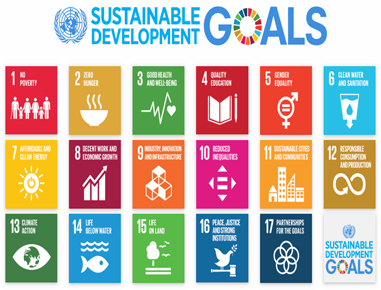 SUSTAINABLE
DEVELOPMENT
GOALS
1 NO
POVERTY
2 ZERO
HUNGER
3 GOOD HEALTH
AND WELL-BEING
4 QUALITY
EDUCATION
5 GENDER
EQUALITY
6 CLEAN WATER
AND SANITATION
7 AFFORDABLE AND
CLEAN ENERGY
8 DECENT WORK AND
ECONOMIC GROWTH
9 INDUSTRY, INNOVATION
AND INFRASTRUCTURE
10 REDUCED
INEQUALITIES
11 SUSTAINABLE CITIES
AND COMMUNITIES
12 RESPONSIBLE
CONSUMPTION
AND PRODUCTION
13 CLIMATE
ACTION
14 LIFE
BELOW WATER
15 LIFE
ON LAND
16 PEACE, JUSTICE
AND STRONG
INSTITUTIONS
17 PARTNERSHIPS
FOR THE GOALS
SUSTAINABLE
DEVELOPMENT
GOALS